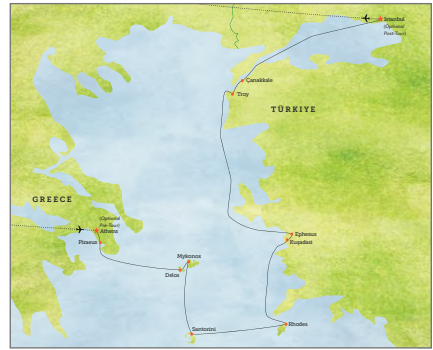 Istanbul
(Optional
Post-Tour)
Çanakkale
Troy
TÜRKIYE
GREECE
(Optional
Pre-Tour)
Athens
Piraeus
Ephesus
Kuşadasi
Mykonos
Delos
Santorini
Rhodes